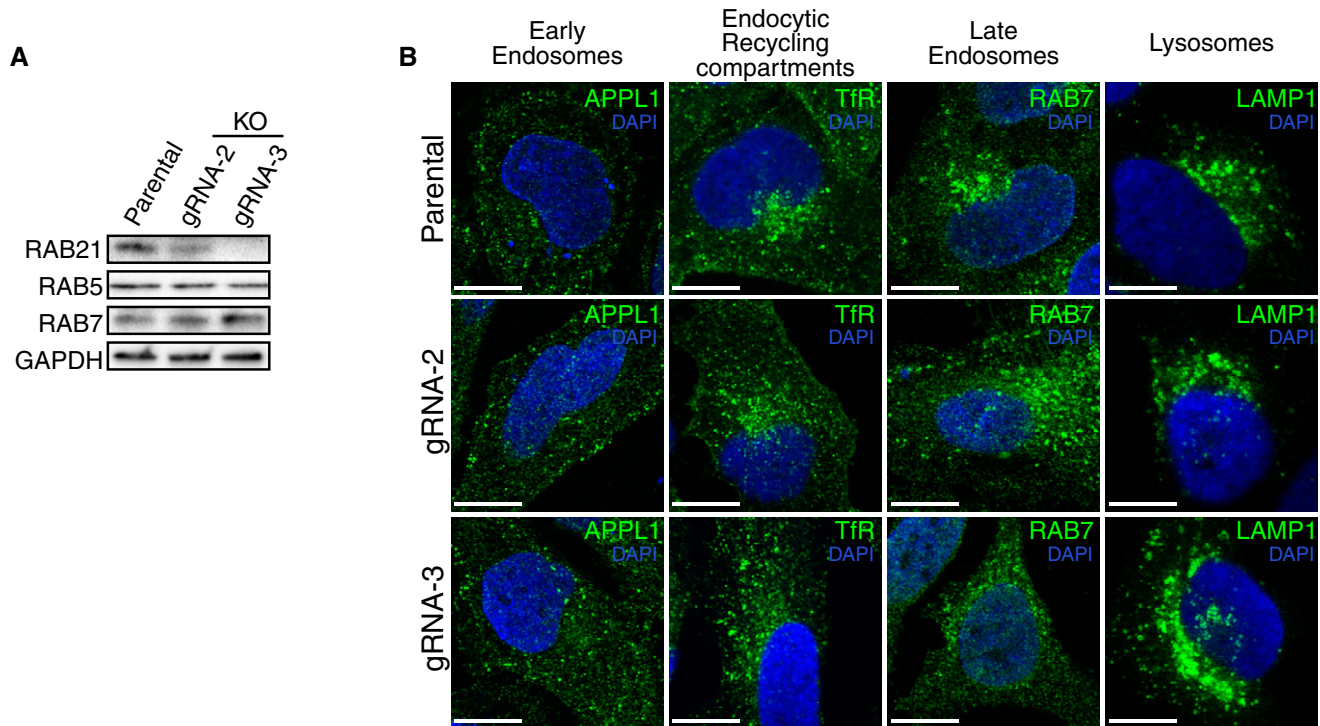 A
KO
Parental
gRNA-2
gRNA-3
RAB21
RAB5
RAB7
GAPDH
B
Early
Endosomes
Endocytic
Recycling
compartments
Late
Endosomes
Lysosomes
Parental
APPL1
DAPI
TfR
DAPI
RAB7
DAPI
LAMP1
DAPI
gRNA-2
APPL1
DAPI
TfR
DAPI
RAB7
DAPI
LAMP1
DAPI
gRNA-3
APPL1
DAPI
TfR
DAPI
RAB7
DAPI
LAMP1
DAPI